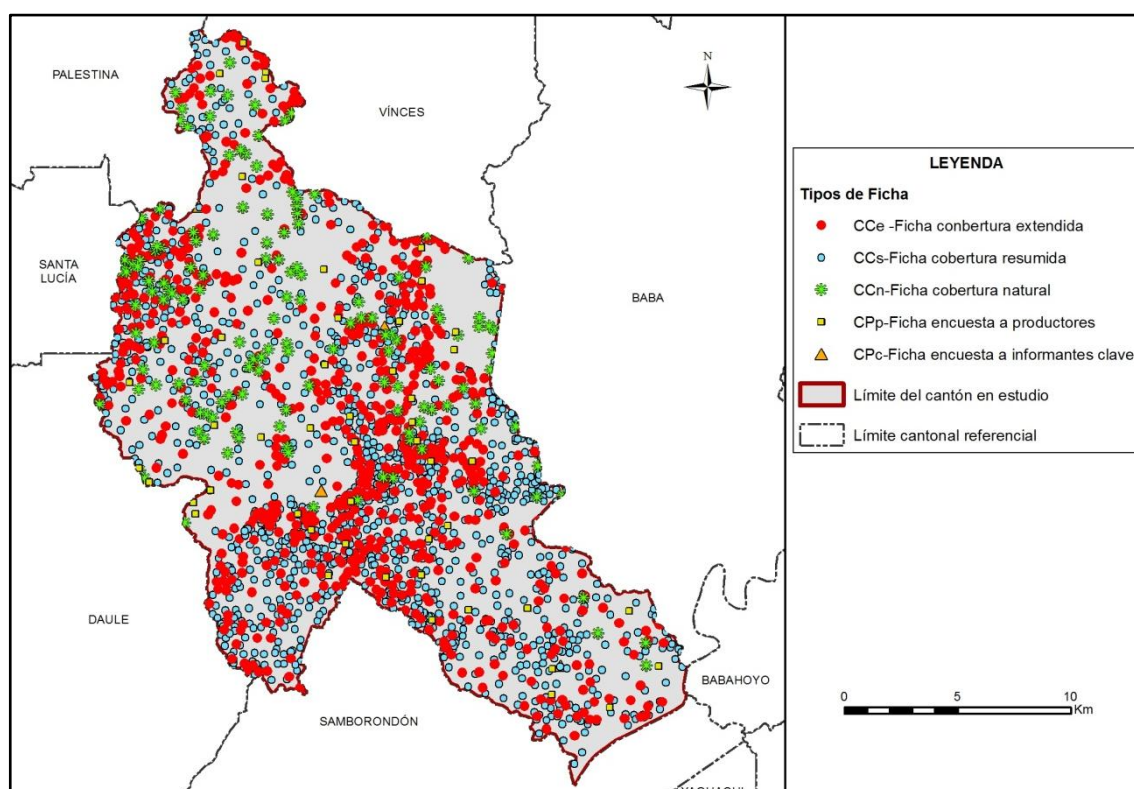 PALESTINA
VÍNCES
N
SANTA
LUCÍA
BABA
DAULE
SAMBORONDÓN
BABAHOYO
LEYENDA
Tipos de Ficha
CCe -Ficha conbertura extendida
CCs-Ficha cobertura resumida
CCn-Ficha cobertura natural
CPp-Ficha encuesta a productores
CPc-Ficha encuesta a informantes clave
Límite del cantón en estudio
Límite cantonal referencial
0 5 10
Km